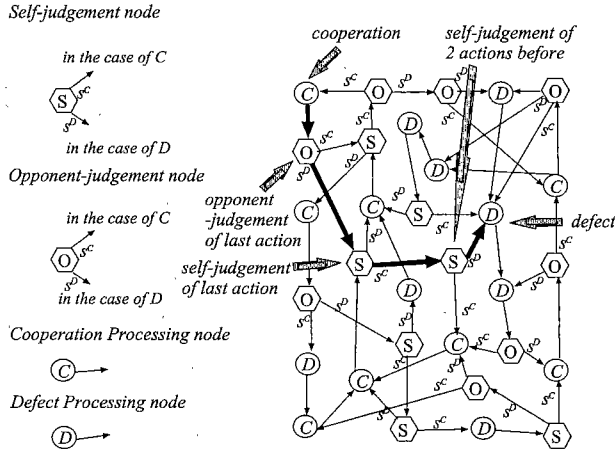 Self-judgement node
in the case of C
S
S^C
S^D
in the case of D
Opponent-judgement node
in the case of C
O
S^C
S^D
in the case of D
Cooperation Processing node
C
Defect Processing node
D
cooperation
self-judgement of
2 actions before
opponent
-judgement
of last action
self-judgement
of last action
defect
C S^C O S^D O S^D D O
D
O S^C S
S^D S^D S^C S^C
D
C
C C S^D S D
S^C
S S^D S^C S S^D O
O D D S^D S^C
S^C S^D S S^C C S^C O S^D C
D C S^D
S^C O S^D C
C S^D S S^C D S^D S S^C